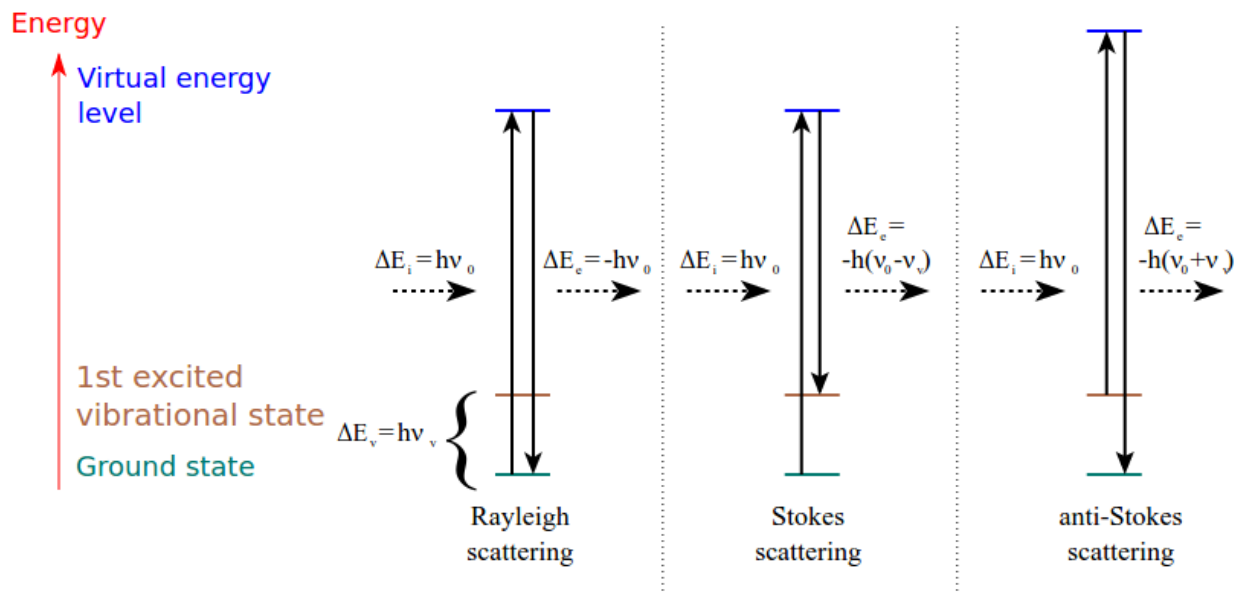 Energy
Virtual energy
level
1st excited
vibrational state
Ground state
ΔEᵢ=hν₀
ΔEₑ=-hν₀
ΔEᵥ=hνᵥ
Rayleigh
scattering
ΔEᵢ=hν₀
ΔEₑ=
-h(ν₀-νᵥ)
Stokes
scattering
ΔEᵢ=hν₀
ΔEₑ=
-h(ν₀+νᵥ)
anti-Stokes
scattering